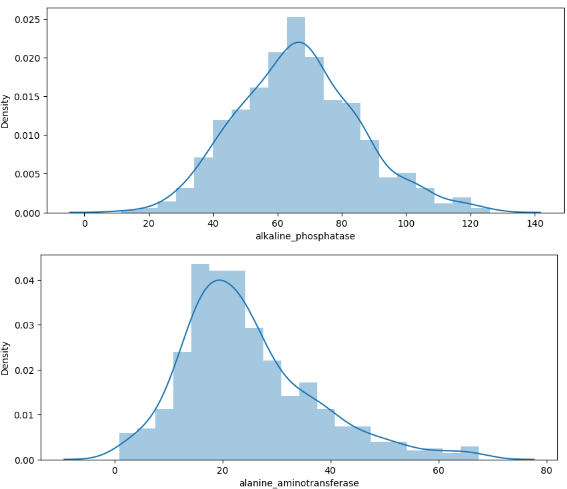 0.025
0.020
0.015
0.010
0.005
0.000
Density
0 20 40 60 80 100 120 140
alkaline_phosphatase
0.04
0.03
0.02
0.01
0.00
Density
0 20 40 60 80
alanine_aminotransferase